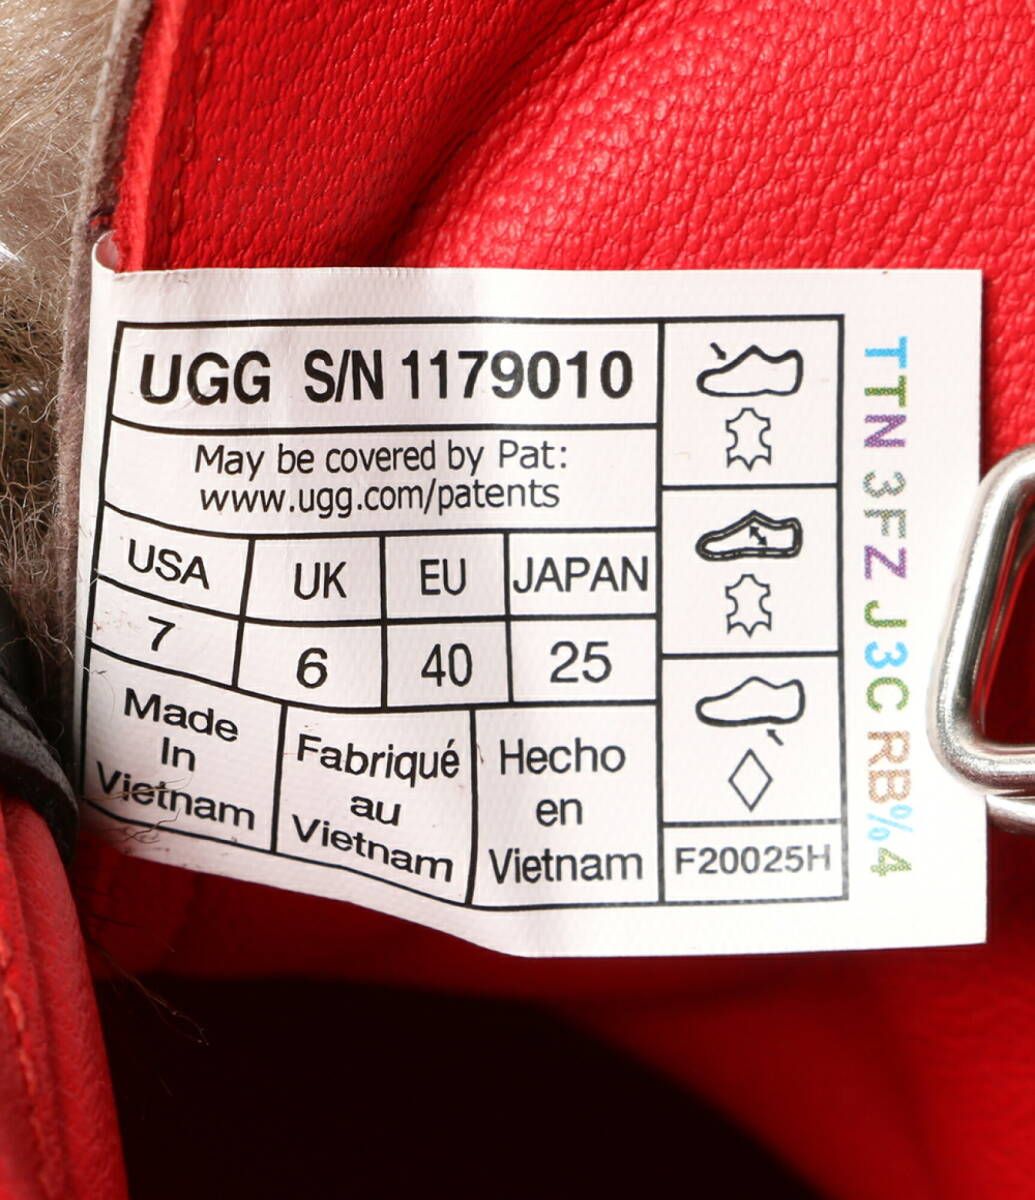 UGG S/N 1179010
May be covered by Pat:
www.ugg.com/patents
USA UK EU JAPAN
7 6 40 25
Made
In
Vietnam
Fabriqué
au
Vietnam
Hecho
en
Vietnam
F20025H
TTN 3FZ J3C RB%4